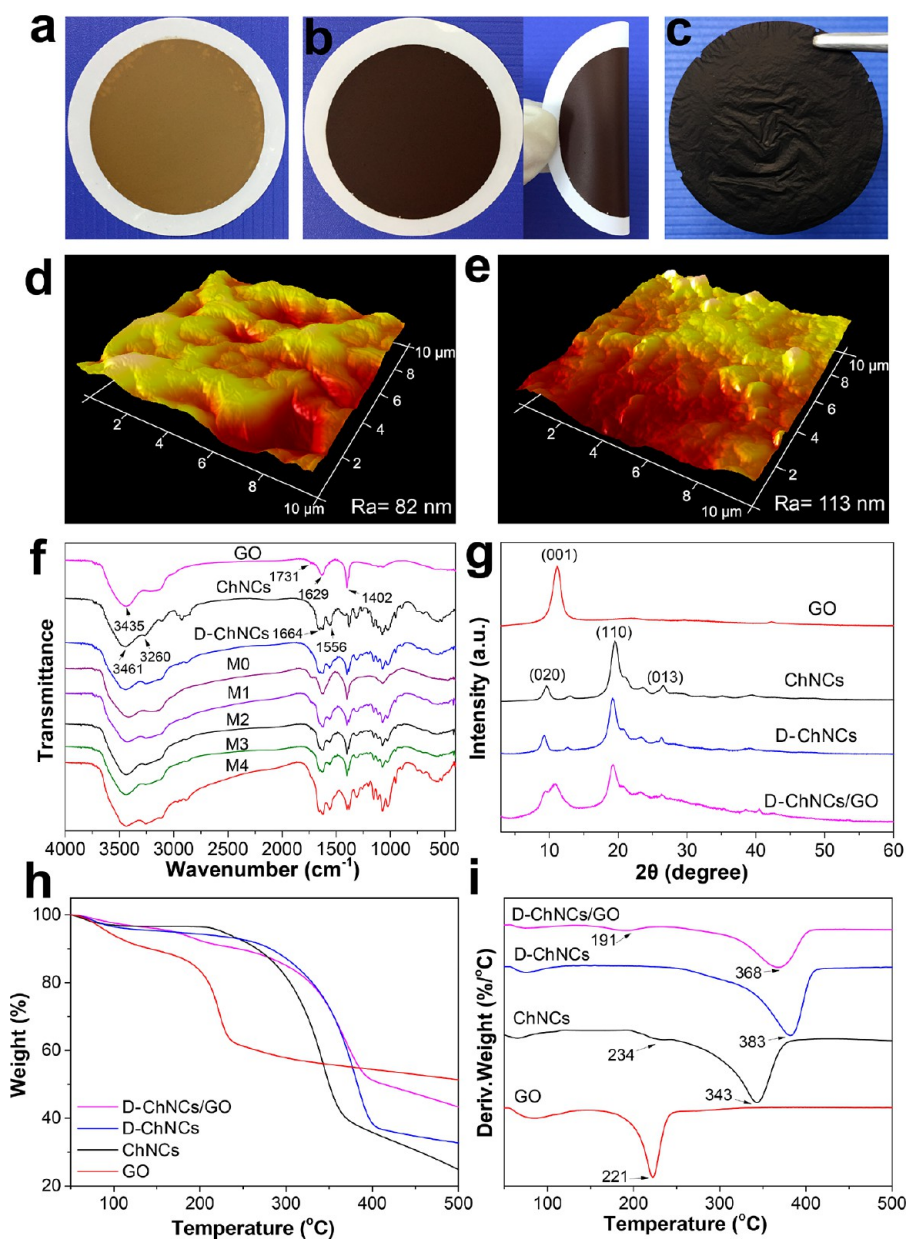 a
b
c
d
10 μm
8
6
4
2
2
4
6
8
10 μm
Ra= 82 nm
e
10 μm
8
6
4
2
2
4
6
8
10 μm
Ra= 113 nm
f
GO
1731
1629
1402
ChNCs
3435
3260
3461
D-ChNCs
1664
1556
M0
M1
M2
M3
M4
Transmittance
4000 3500 3000 2500 2000 1500 1000 500
Wavenumber (cm⁻¹)
g
(001)
GO
(110)
(020)
(013)
ChNCs
D-ChNCs
D-ChNCs/GO
Intensity (a.u.)
10 20 30 40 50 60
2θ (degree)
h
100
90
80
70
60
50
40
30
20
Weight (%)
D-ChNCs/GO
D-ChNCs
ChNCs
GO
100 200 300 400 500
Temperature (°C)
i
D-ChNCs/GO
191
368
D-ChNCs
383
ChNCs
234
343
GO
221
Deriv.Weight (%/°C)
100 200 300 400 500
Temperature (°C)